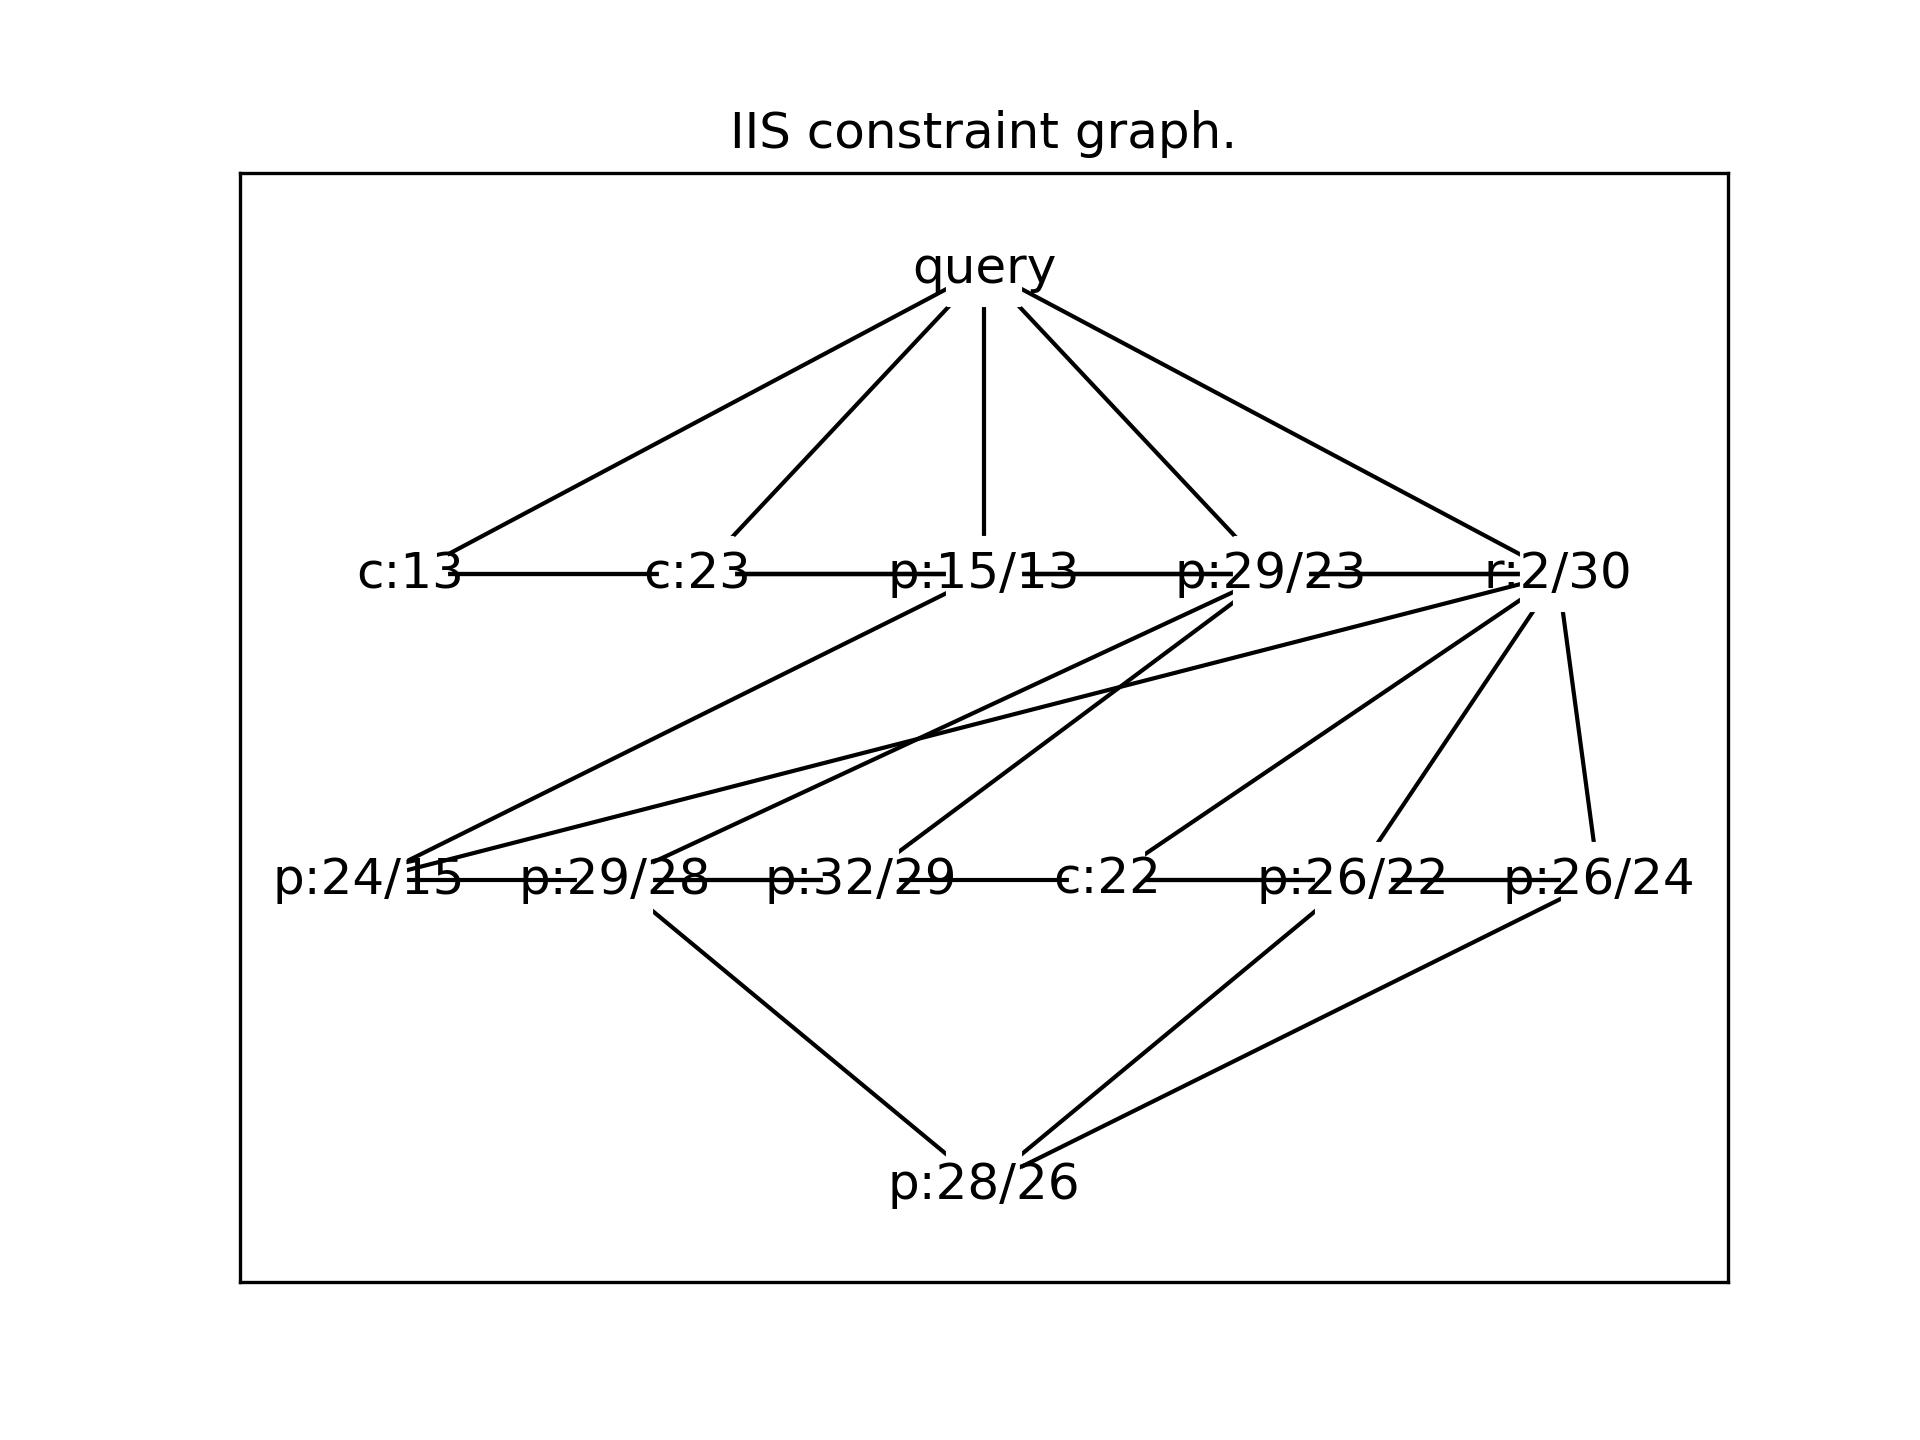 IIS constraint graph.
query
c:13 c:23 p:15/13 p:29/23 r:2/30
p:24/15 p:29/28 p:32/29 c:22 p:26/22 p:26/24
p:28/26